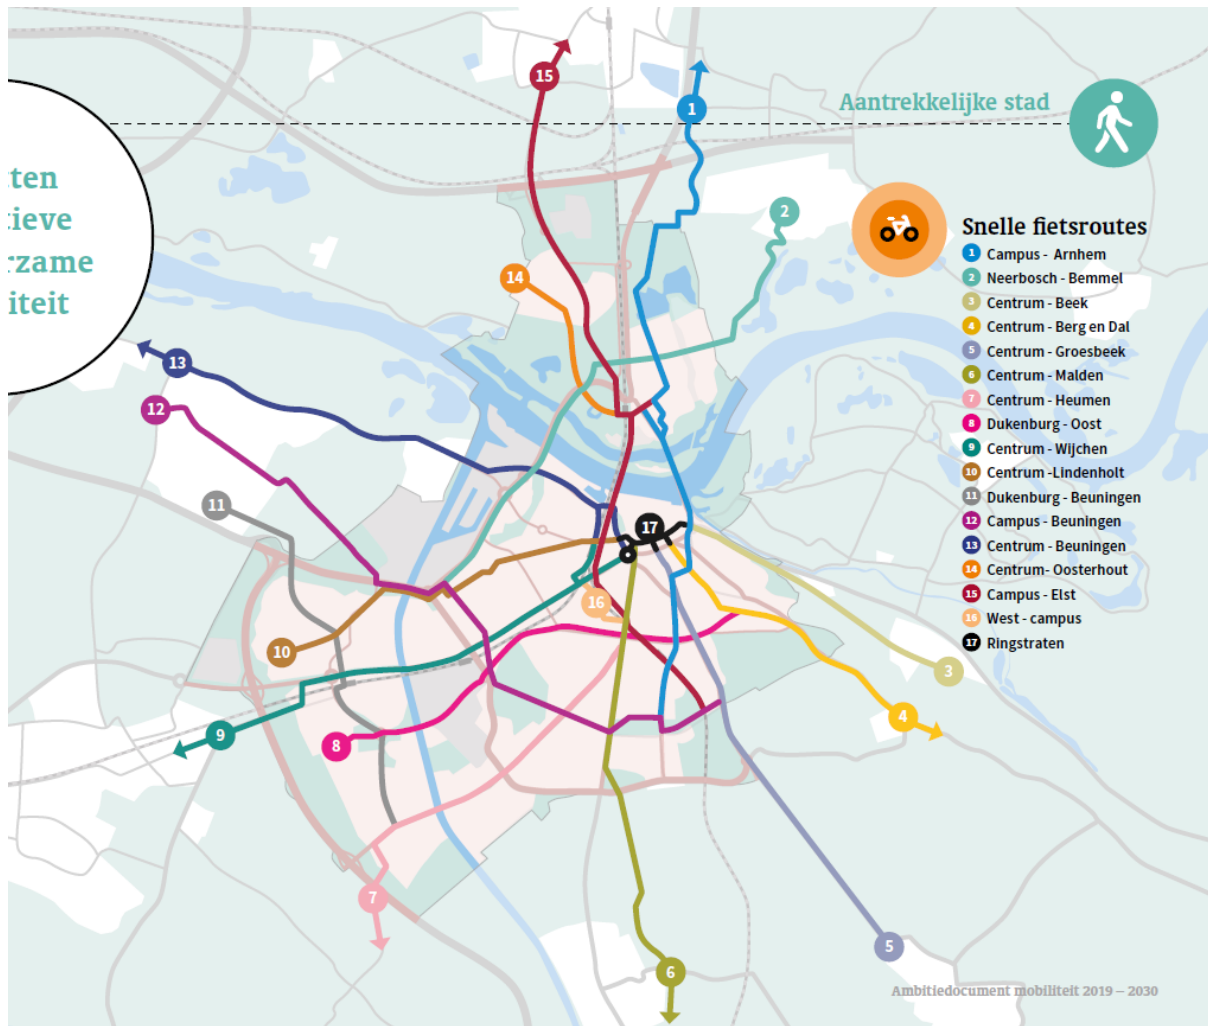 15
1
Aantrekkelijke stad
tten
tieve
rzame
iteit
2
14
13
12
11
17
16
10
9
8
7
6
5
4
3
Snelle fietsroutes
1 Campus - Arnhem
2 Neerbosch - Bemmel
3 Centrum - Beek
4 Centrum - Berg en Dal
5 Centrum - Groesbeek
6 Centrum - Malden
7 Centrum - Heumen
8 Dukenburg - Oost
9 Centrum - Wijchen
10 Centrum -Lindenholt
11 Dukenburg - Beuningen
12 Campus - Beuningen
13 Centrum - Beuningen
14 Centrum- Oosterhout
15 Campus - Elst
16 West - campus
17 Ringstraten
Ambitiedocument mobiliteit 2019 – 2030